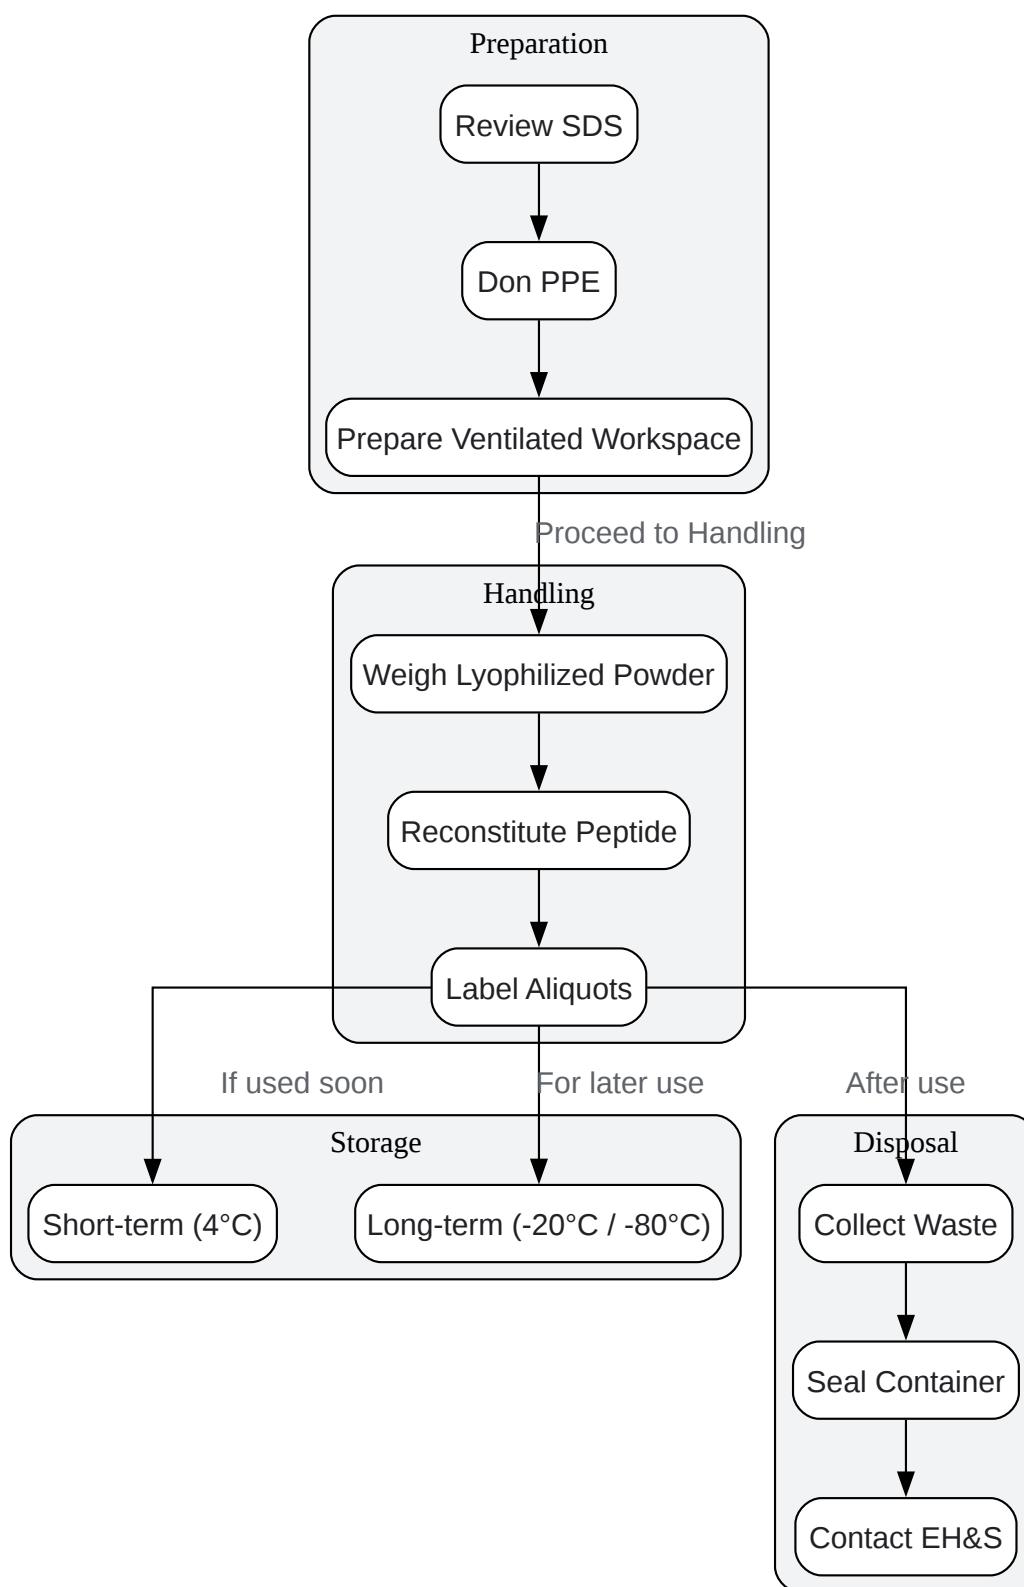 Preparation
Review SDS
Don PPE
Prepare Ventilated Workspace
Proceed to Handling
Handling
Weigh Lyophilized Powder
Reconstitute Peptide
Label Aliquots
If used soon
For later use
After use
Storage
Disposal
Short-term (4°C)
Long-term (-20°C / -80°C)
Collect Waste
Seal Container
Contact EH&S